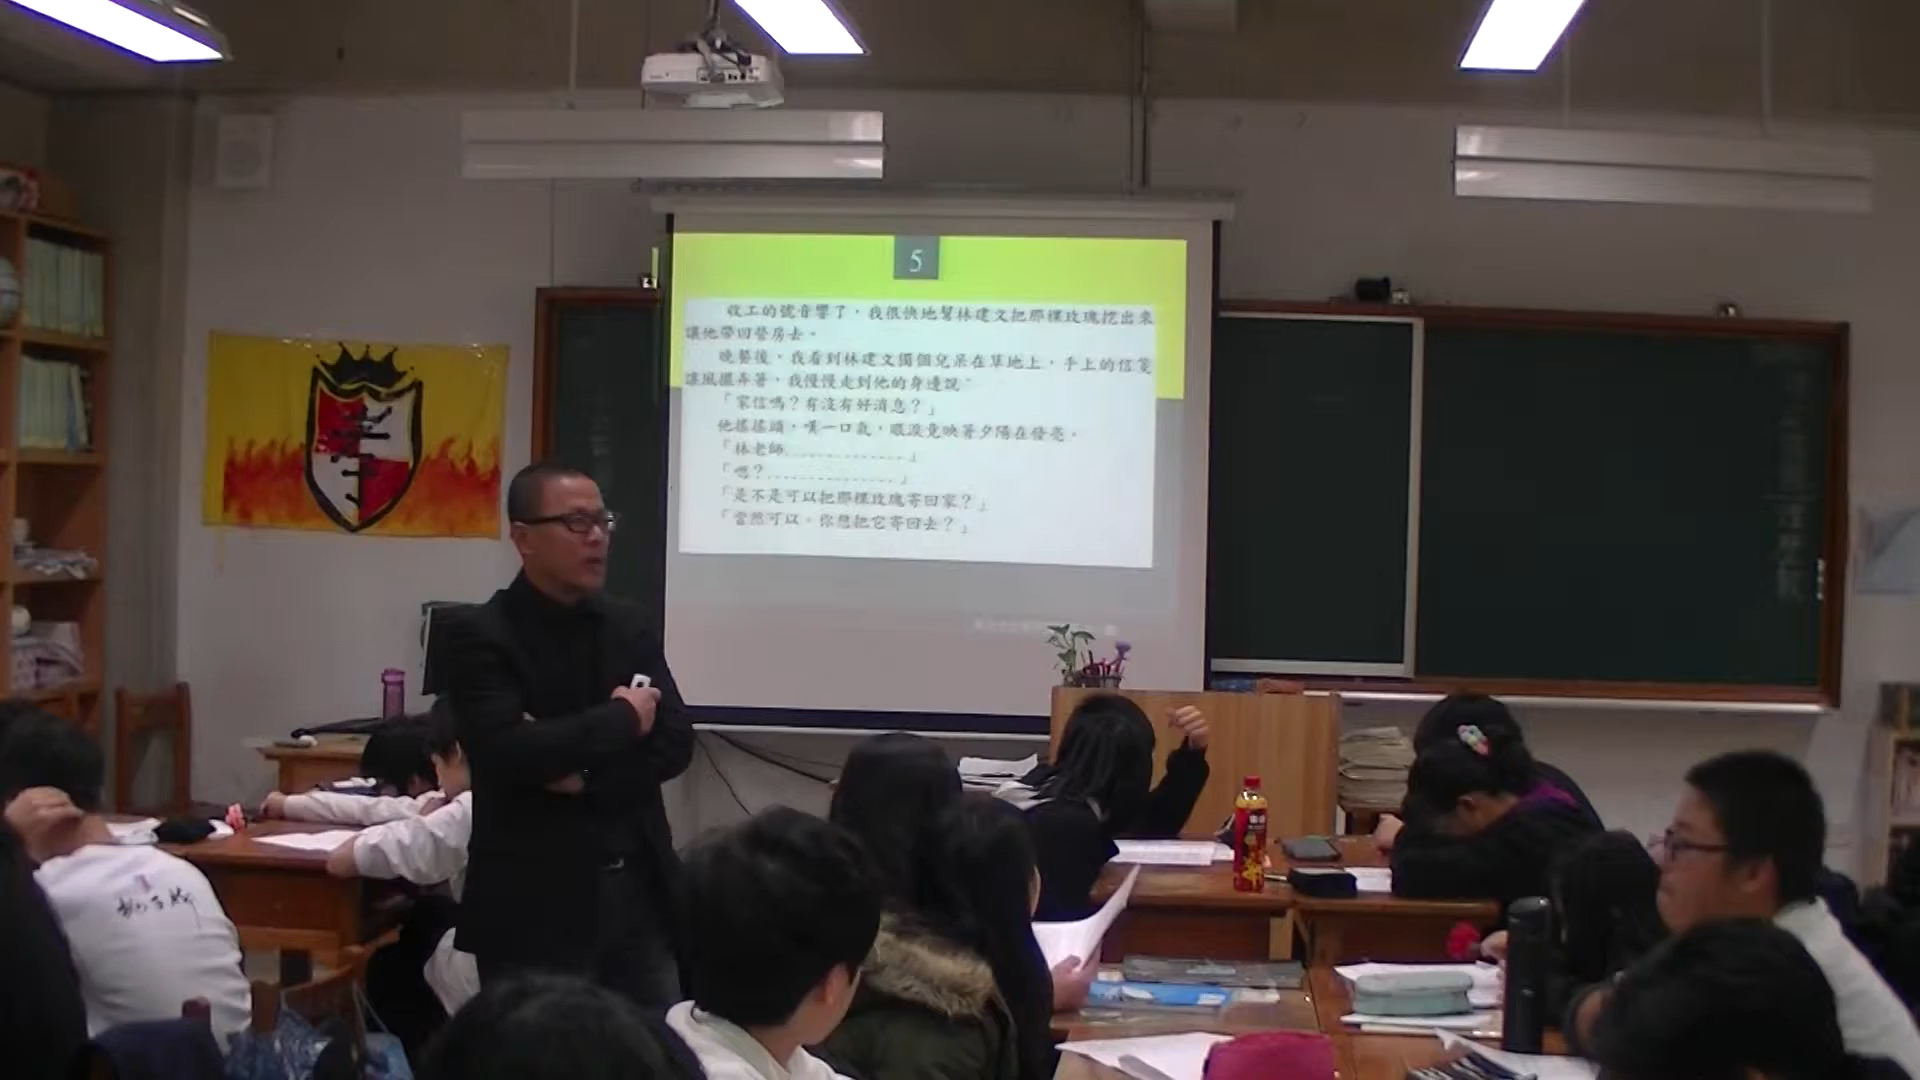 5
收工的號音響了,我很快地幫林建文把那棵玫瑰挖出來
讓他帶回營房去。
晚餐後,我看到林建文獨個兒呆在草地上,手上的信箋
讓風擺弄著,我慢慢走到他的身邊說:
「家信嗎?有沒有好消息?」
他搖搖頭,嘆一口氣,眼淚竟映著夕陽在發亮。
「林老師...............」
「嗯?................」
「是不是可以把那棵玫瑰寄回家?」
「當然可以。你想把它寄回去?」